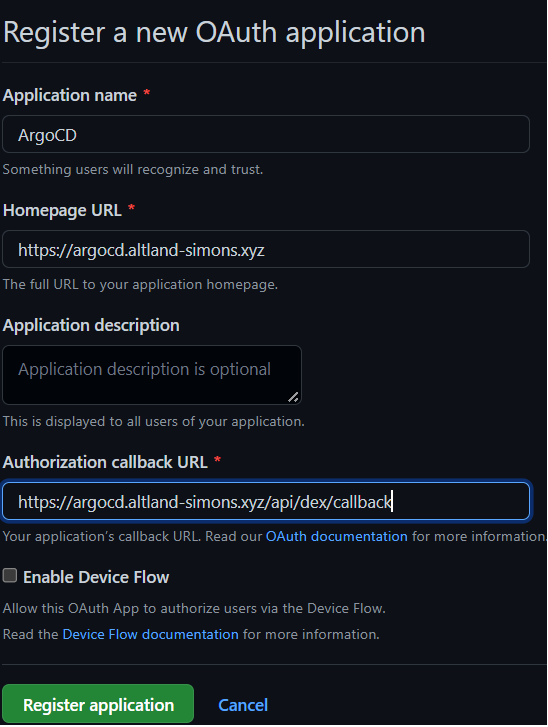 Register a new OAuth application
Application name *
ArgoCD
Something users will recognize and trust.
Homepage URL *
https://argocd.altland-simons.xyz
The full URL to your application homepage.
Application description
Application description is optional
This is displayed to all users of your application.
Authorization callback URL *
https://argocd.altland-simons.xyz/api/dex/callback
Your application’s callback URL. Read our OAuth documentation for more information.
Enable Device Flow
Allow this OAuth App to authorize users via the Device Flow.
Read the Device Flow documentation for more information.
Register application Cancel